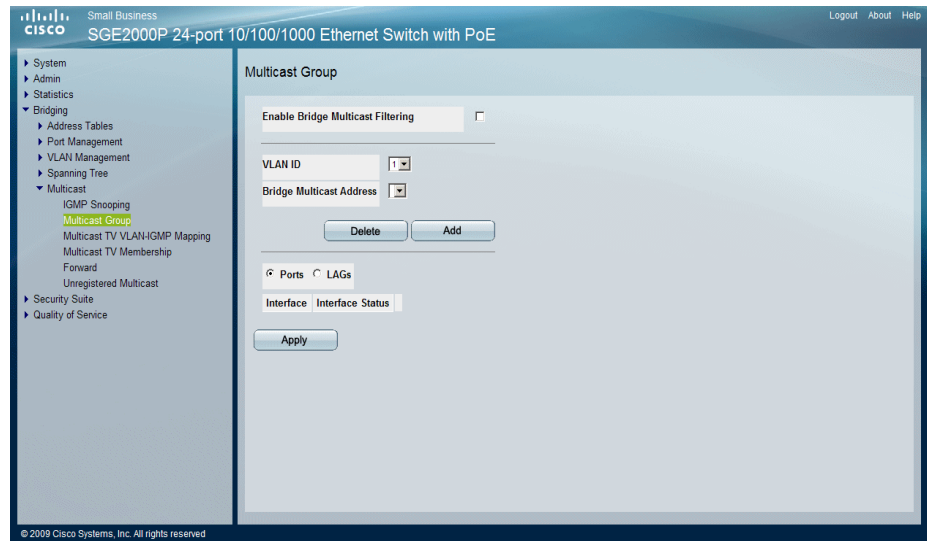 Small Business
CISCO SGE2000P 24-port 10/100/1000 Ethernet Switch with PoE
Logout About Help
System
Admin
Statistics
Bridging
Address Tables
Port Management
VLAN Management
Spanning Tree
Multicast
IGMP Snooping
Multicast Group
Multicast TV VLAN-IGMP Mapping
Multicast TV Membership
Forward
Unregistered Multicast
Security Suite
Quality of Service
Multicast Group
Enable Bridge Multicast Filtering
VLAN ID 1
Bridge Multicast Address
Delete Add
Ports LAGs
Interface Interface Status
Apply
© 2009 Cisco Systems, Inc. All rights reserved